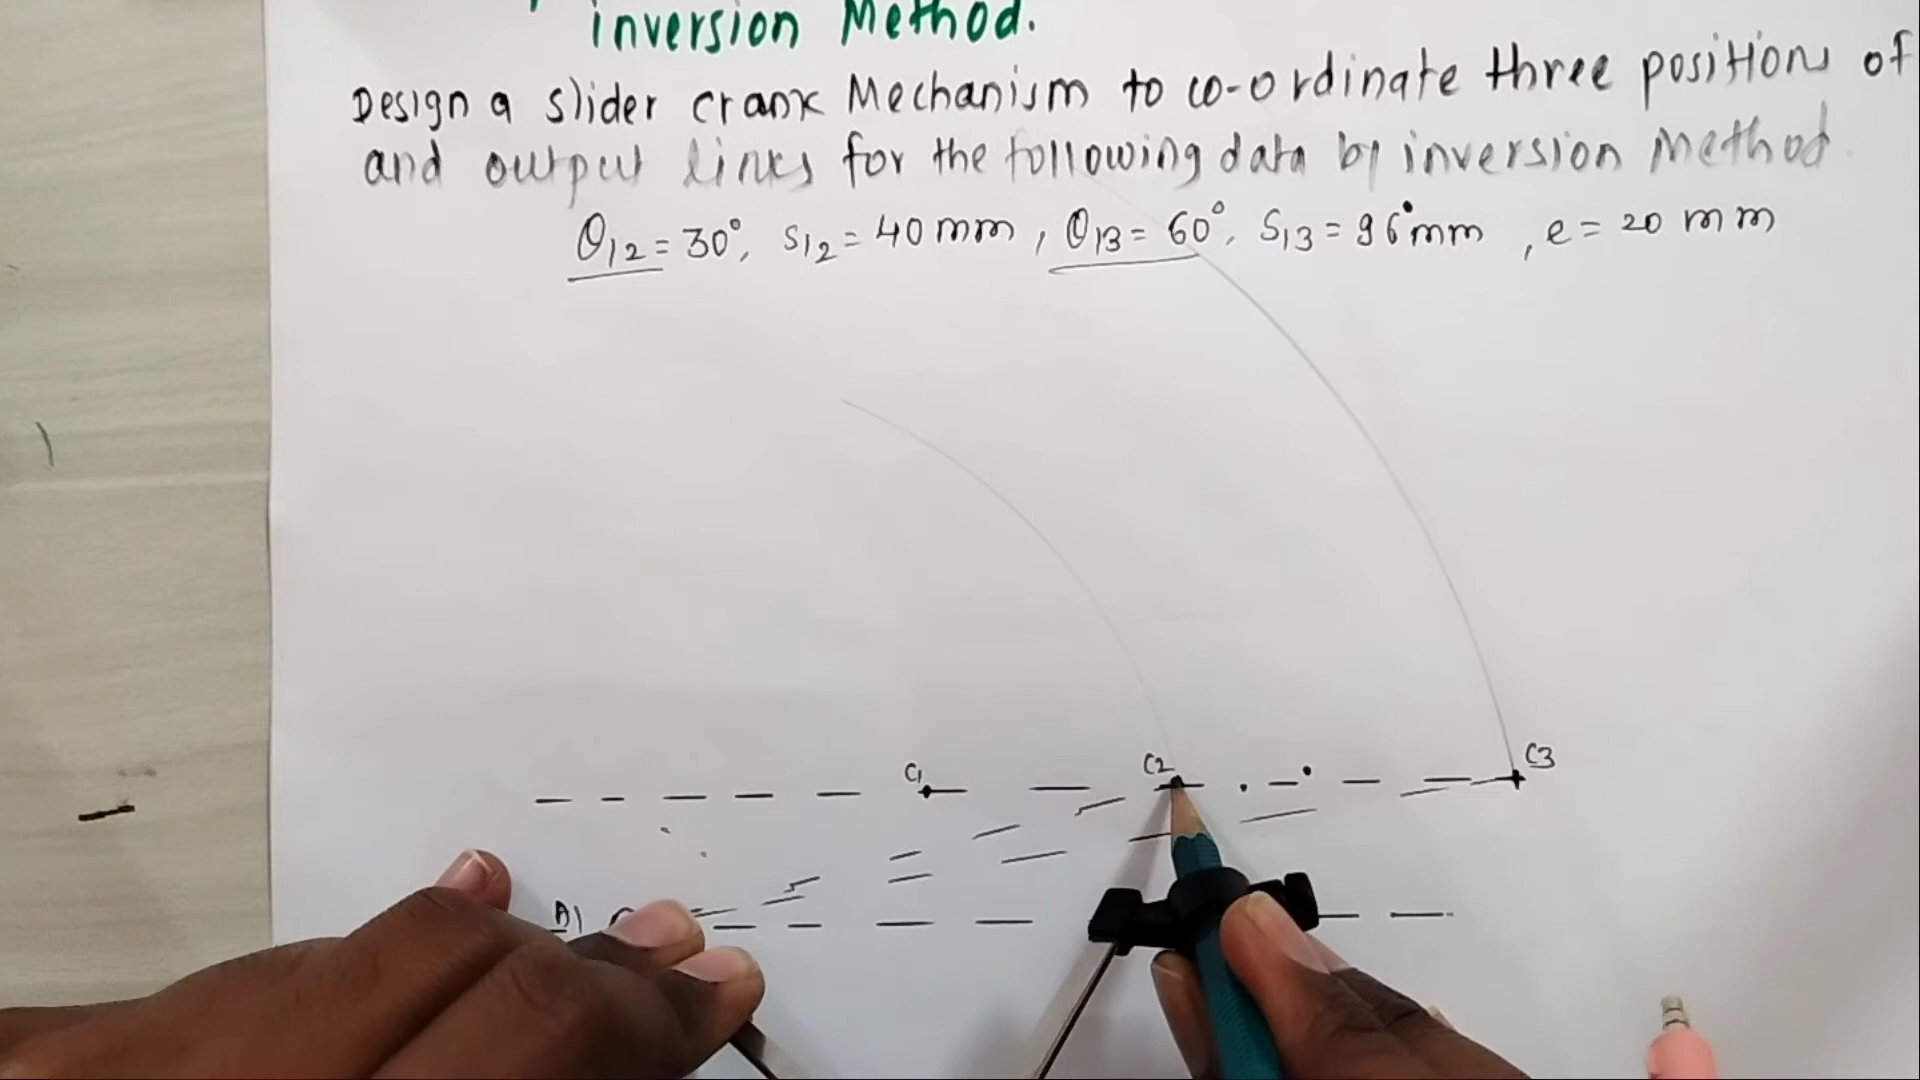 inversion Method.
Design a slider crank Mechanism to co-ordinate three positions of
and output links for the following data by inversion Method.
θ12 = 30°, S12 = 40 mm, θ13 = 60°, S13 = 96 mm, e = 20 mm
C1 C2 C3
A)